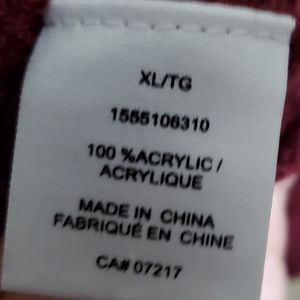 XL/TG
1555106310
100 %ACRYLIC /
ACRYLIQUE
MADE IN CHINA
FABRIQUÉ EN CHINE
CA# 07217